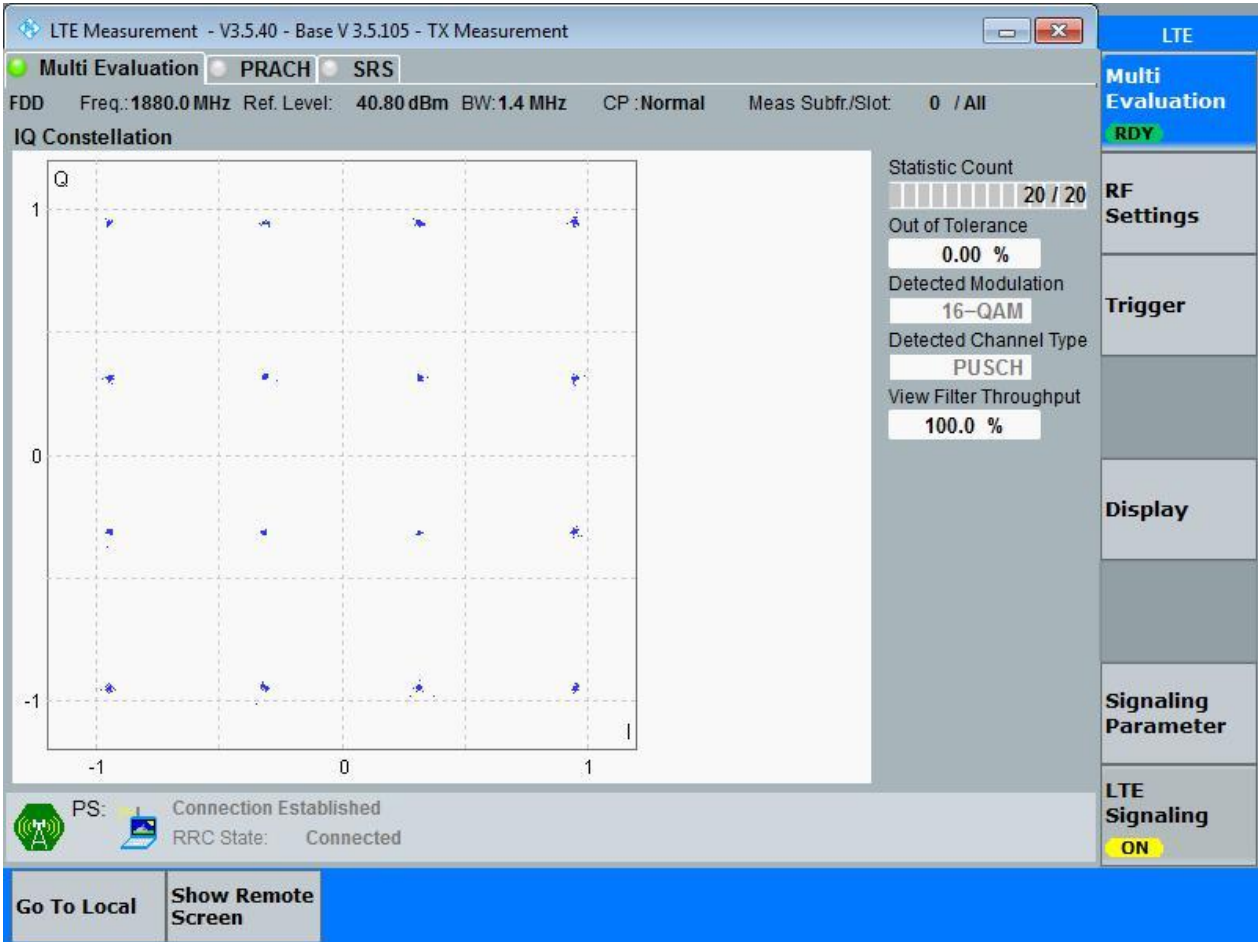 LTE Measurement - V3.5.40 - Base V 3.5.105 - TX Measurement
LTE
Multi Evaluation PRACH SRS
FDD Freq.:1880.0 MHz Ref. Level: 40.80 dBm BW:1.4 MHz CP :Normal Meas Subfr./Slot: 0 / All
IQ Constellation
Q
1
0
-1
I
-1 0 1
Statistic Count
20 / 20
Out of Tolerance
0.00 %
Detected Modulation
16-QAM
Detected Channel Type
PUSCH
View Filter Throughput
100.0 %
Multi
Evaluation
RDY
RF
Settings
Trigger
Display
Signaling
Parameter
LTE
Signaling
ON
PS: Connection Established
RRC State: Connected
Go To Local
Show Remote
Screen